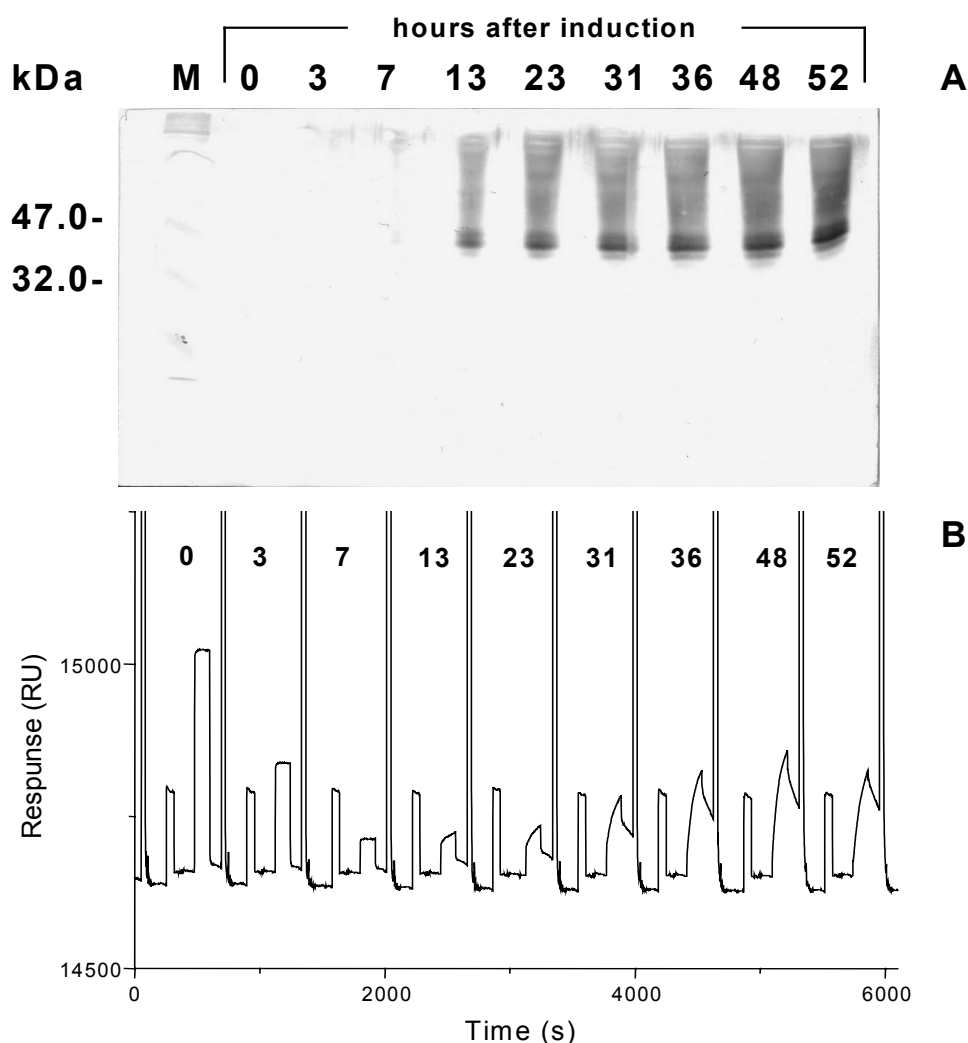 hours after induction
kDa M 0 3 7 13 23 31 36 48 52 A
47.0-
32.0-
B
0 3 7 13 23 31 36 48 52
15000
Respunse (RU)
14500
0 2000 4000 6000
Time (s)